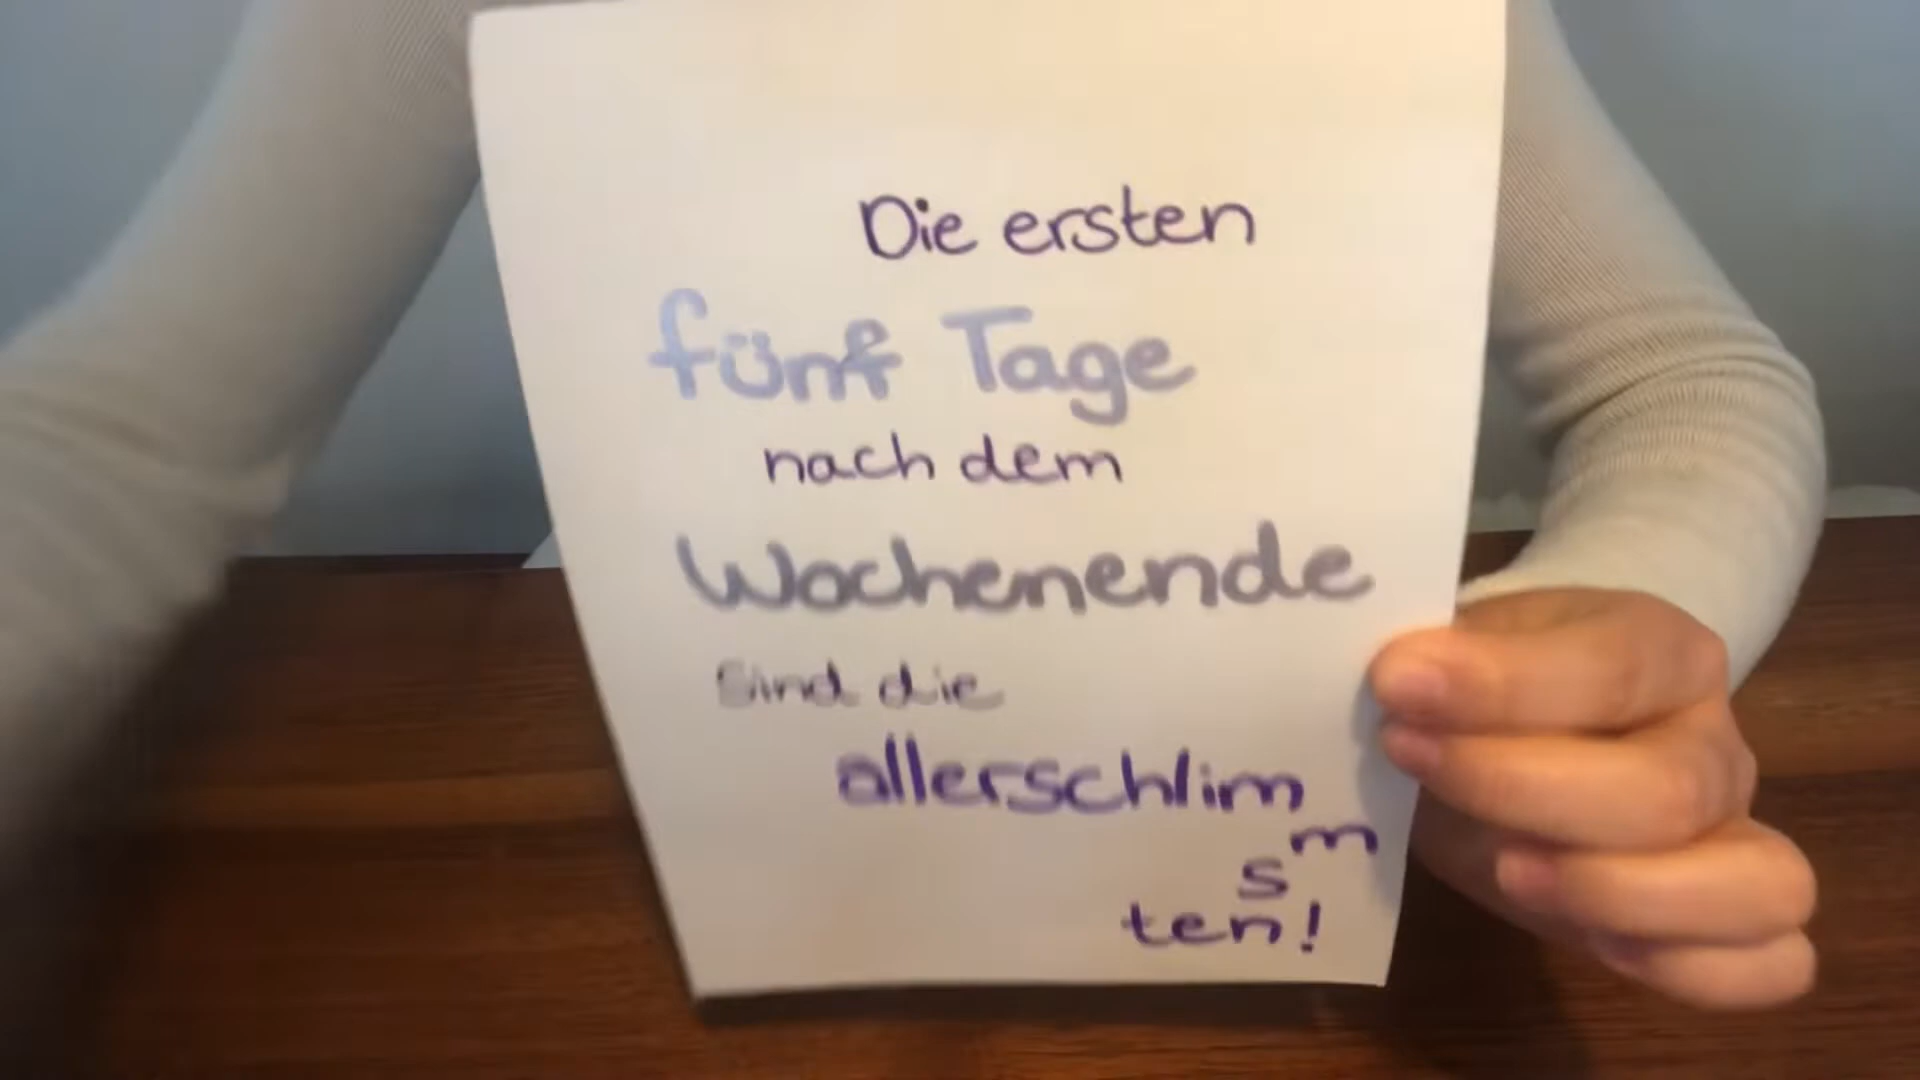 Die ersten
fünf Tage
nach dem
Wochenende
sind die
allerschlim
m
s
ten!